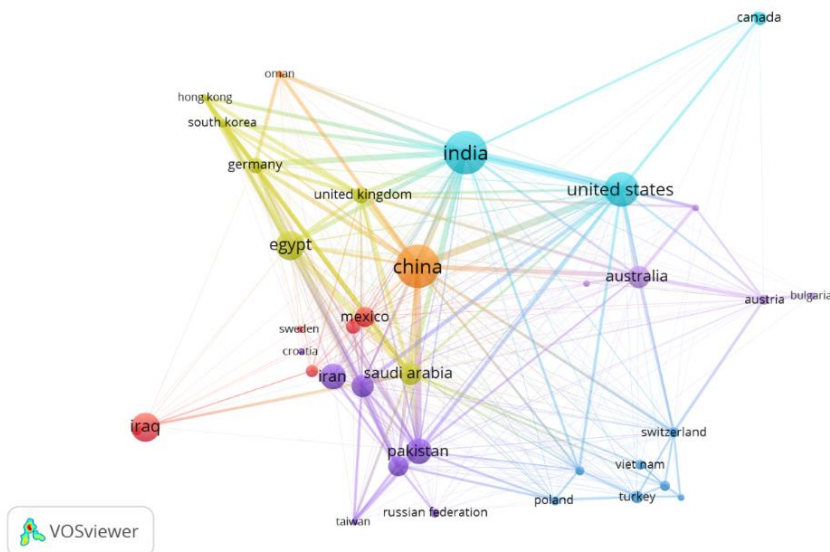 canada
oman
hong kong
south korea
india
germany
united states
united kingdom
egypt
china
australia
austria
bulgaria
mexico
sweden
croatia
saudi arabia
iran
iraq
switzerland
pakistan
viet nam
poland
turkey
russian federation
taiwan
VOSviewer